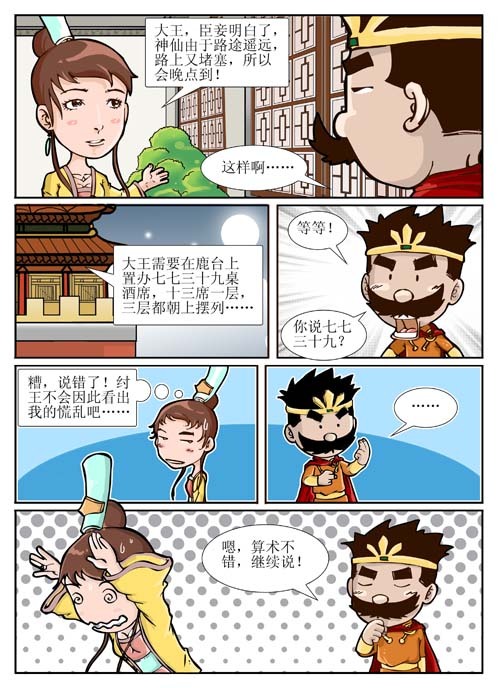 大王，臣妾明白了，
神仙由于路途遥远，
路上又堵塞，所以
会晚点到！
这样啊……
大王需要在鹿台上
置办七七三十九桌
酒席，十三席一层，
三层都朝上摆列……
等等！
你说七七
三十九？
糟，说错了！纣
王不会因此看出
我的慌乱吧……
……
嗯，算术不
错，继续说！